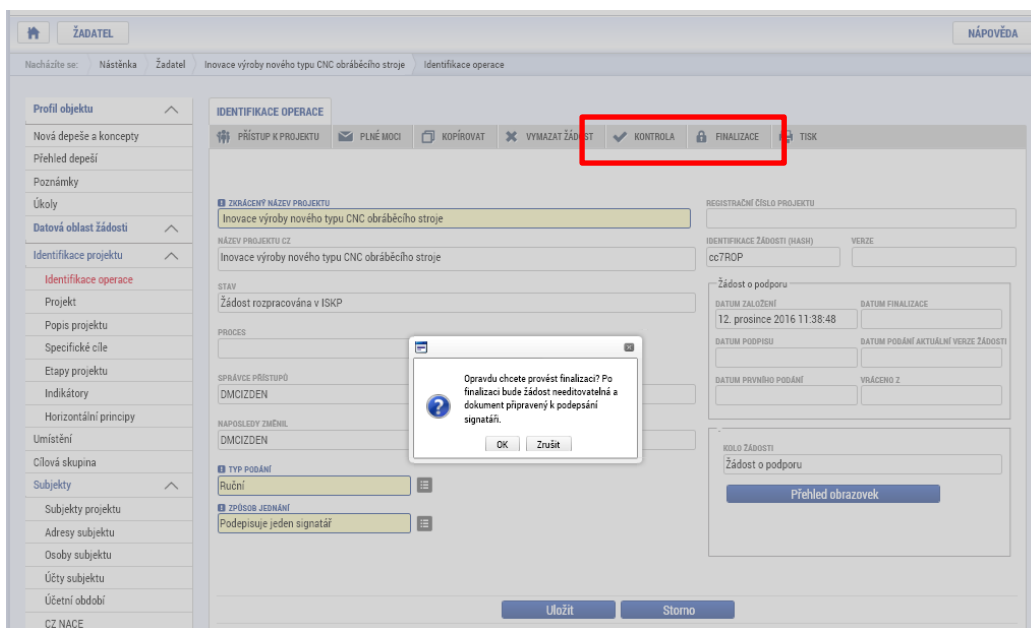 ŽADATEL
NÁPOVĚDA
Nacházíte se: Nástěnka Žadatel Inovace výroby nového typu CNC obráběcího stroje Identifikace operace
Profil objektu
Nová depeše a koncepty
Přehled depeší
Poznámky
Úkoly
Datová oblast žádosti
Identifikace projektu
Identifikace operace
Projekt
Popis projektu
Specifické cíle
Etapy projektu
Indikátory
Horizontální principy
Umístění
Cílová skupina
Subjekty
Subjekty projektu
Adresy subjektu
Osoby subjektu
Účty subjektu
Účetní období
CZ NACE
IDENTIFIKACE OPERACE
PŘÍSTUP K PROJEKTU PLNÉ MOCI KOPÍROVAT VYMAZAT ŽÁDOST KONTROLA FINALIZACE TISK
ZKRÁCENÝ NÁZEV PROJEKTU
Inovace výroby nového typu CNC obráběcího stroje
NÁZEV PROJEKTU CZ
Inovace výroby nového typu CNC obráběcího stroje
STAV
Žádost rozpracována v ISKP
PROCES
SPRÁVCE PŘÍSTUPŮ
DMCIZDEN
NAPOSLEDY ZMĚNIL
DMCIZDEN
TYP PODÁNÍ
Ruční
ZPŮSOB JEDNÁNÍ
Podepisuje jeden signatář
REGISTRAČNÍ ČÍSLO PROJEKTU
IDENTIFIKACE ŽÁDOSTI (HASH) VERZE
cc7ROP
Žádost o podporu
DATUM ZALOŽENÍ DATUM FINALIZACE
12. prosince 2016 11:38:48
DATUM PODPISU DATUM PODÁNÍ AKTUÁLNÍ VERZE ŽÁDOSTI
DATUM PRVNÍHO PODÁNÍ VRÁCENO Z
KOLO ŽÁDOSTI
Žádost o podporu
Přehled obrazovek
Opravdu chcete provést finalizaci? Po
finalizaci bude žádost needitovatelná a
dokument připravený k podepsání
signatáři.
OK Zrušit
Uložit Storno